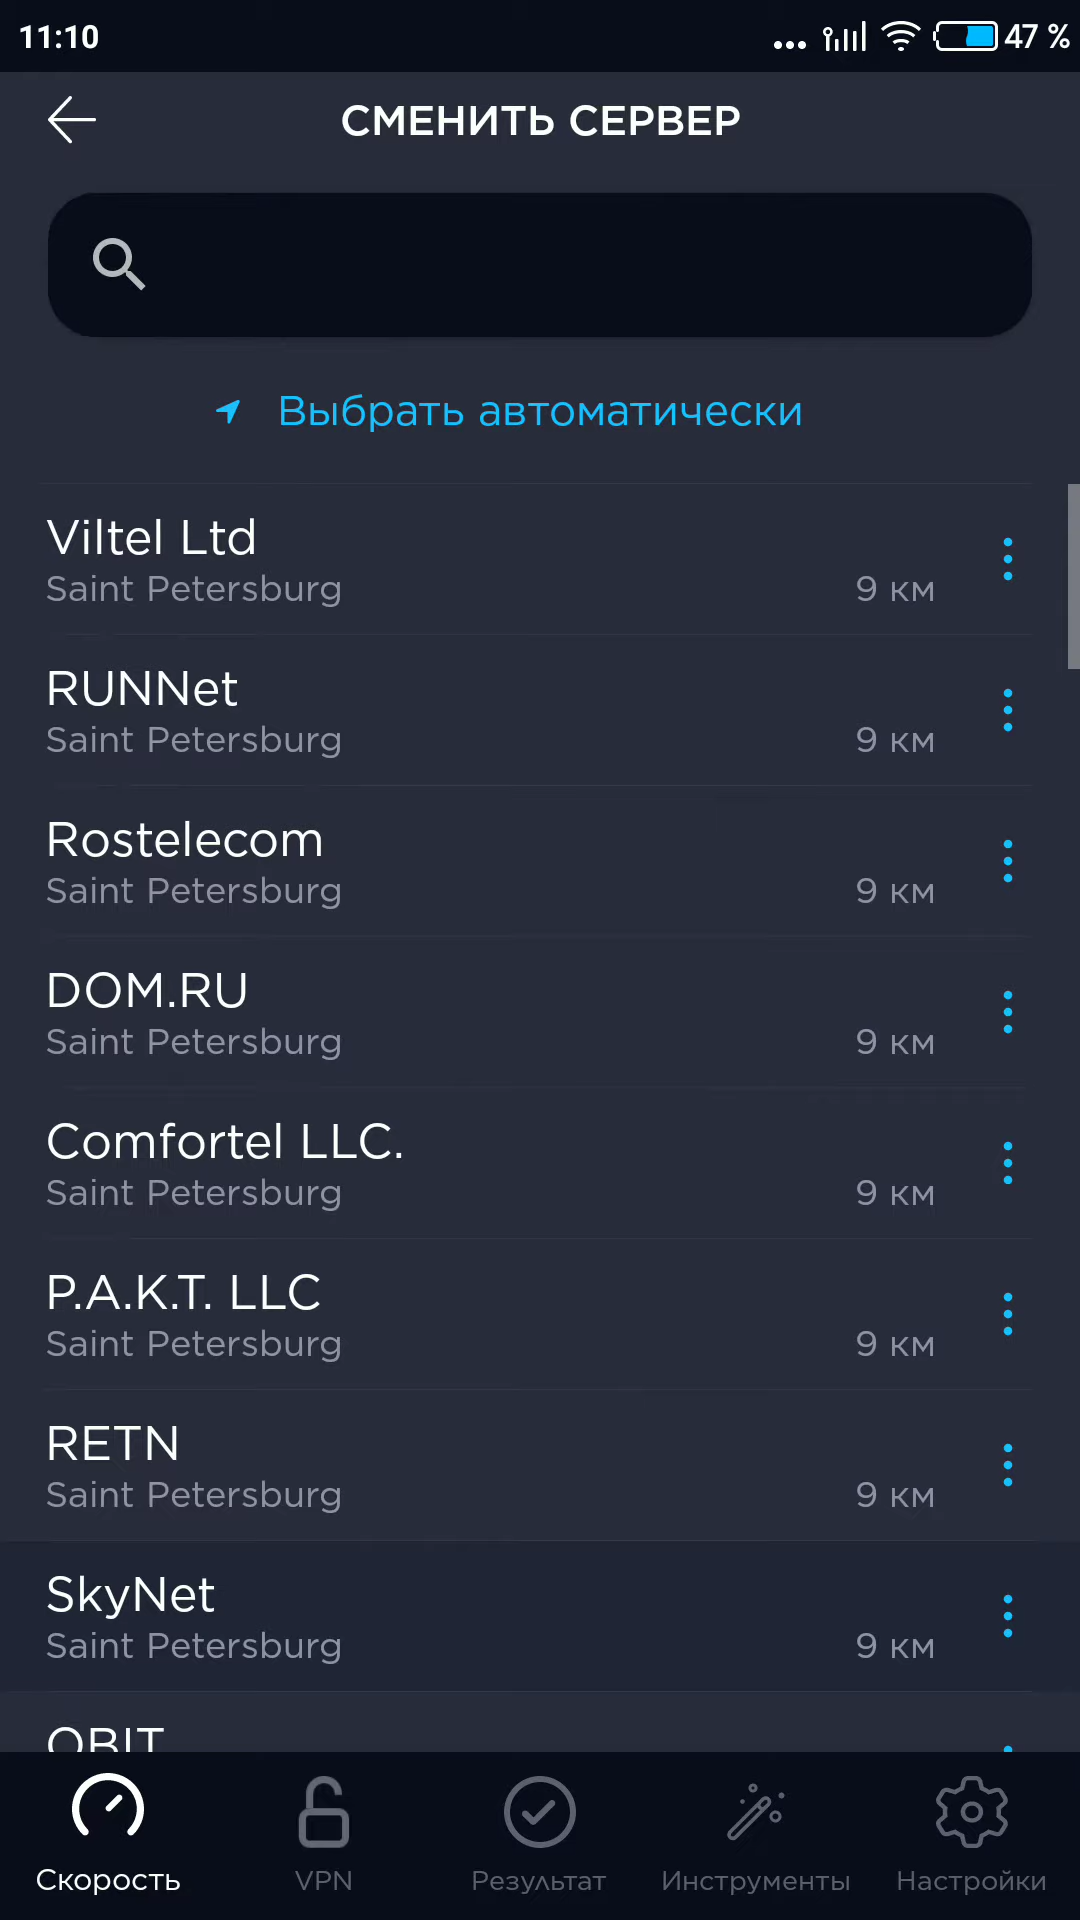 11:10
47 %
СМЕНИТЬ СЕРВЕР
Выбрать автоматически
Viltel Ltd
Saint Petersburg
9 км
RUNNet
Saint Petersburg
9 км
Rostelecom
Saint Petersburg
9 км
DOM.RU
Saint Petersburg
9 км
Comfortel LLC.
Saint Petersburg
9 км
P.A.K.T. LLC
Saint Petersburg
9 км
RETN
Saint Petersburg
9 км
SkyNet
Saint Petersburg
9 км
OBIT
Скорость
VPN
Результат
Инструменты
Настройки